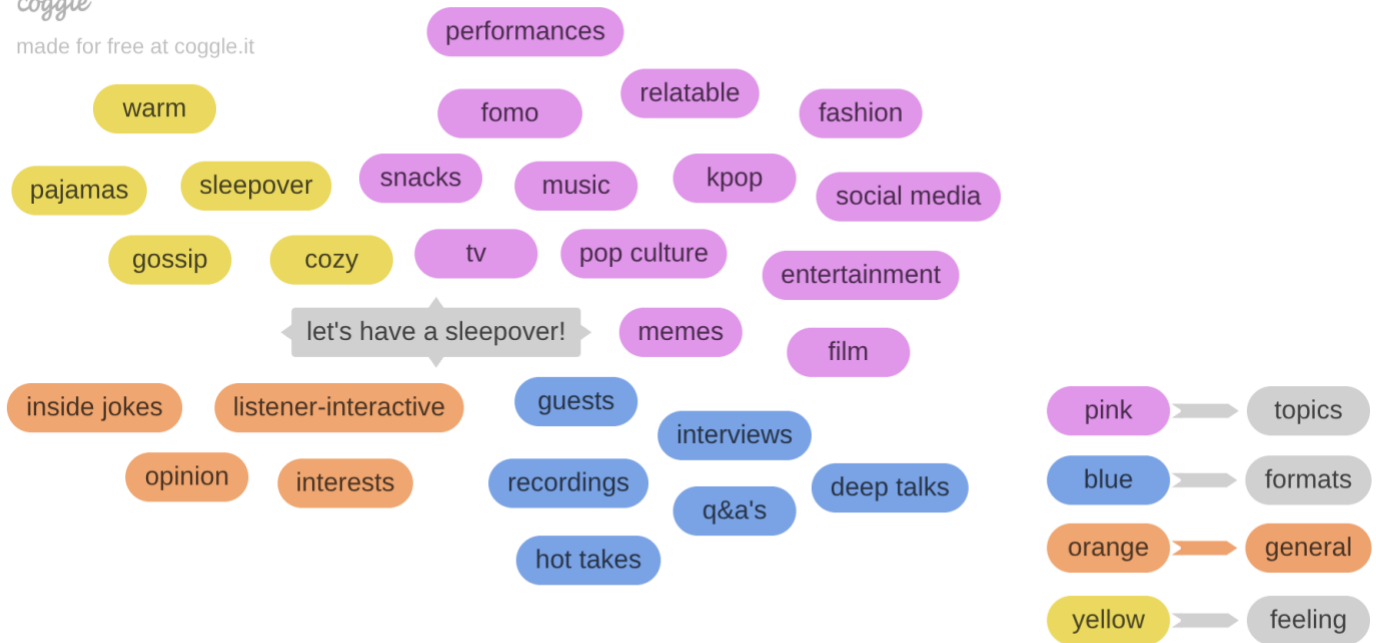 coggle
made for free at coggle.it
performances
relatable
fomo
fashion
warm
snacks
music
kpop
pajamas
sleepover
social media
tv
pop culture
gossip
cozy
entertainment
let's have a sleepover!
memes
film
inside jokes
listener-interactive
guests
interviews
opinion
interests
recordings
deep talks
q&a's
hot takes
pink
topics
blue
formats
orange
general
yellow
feeling